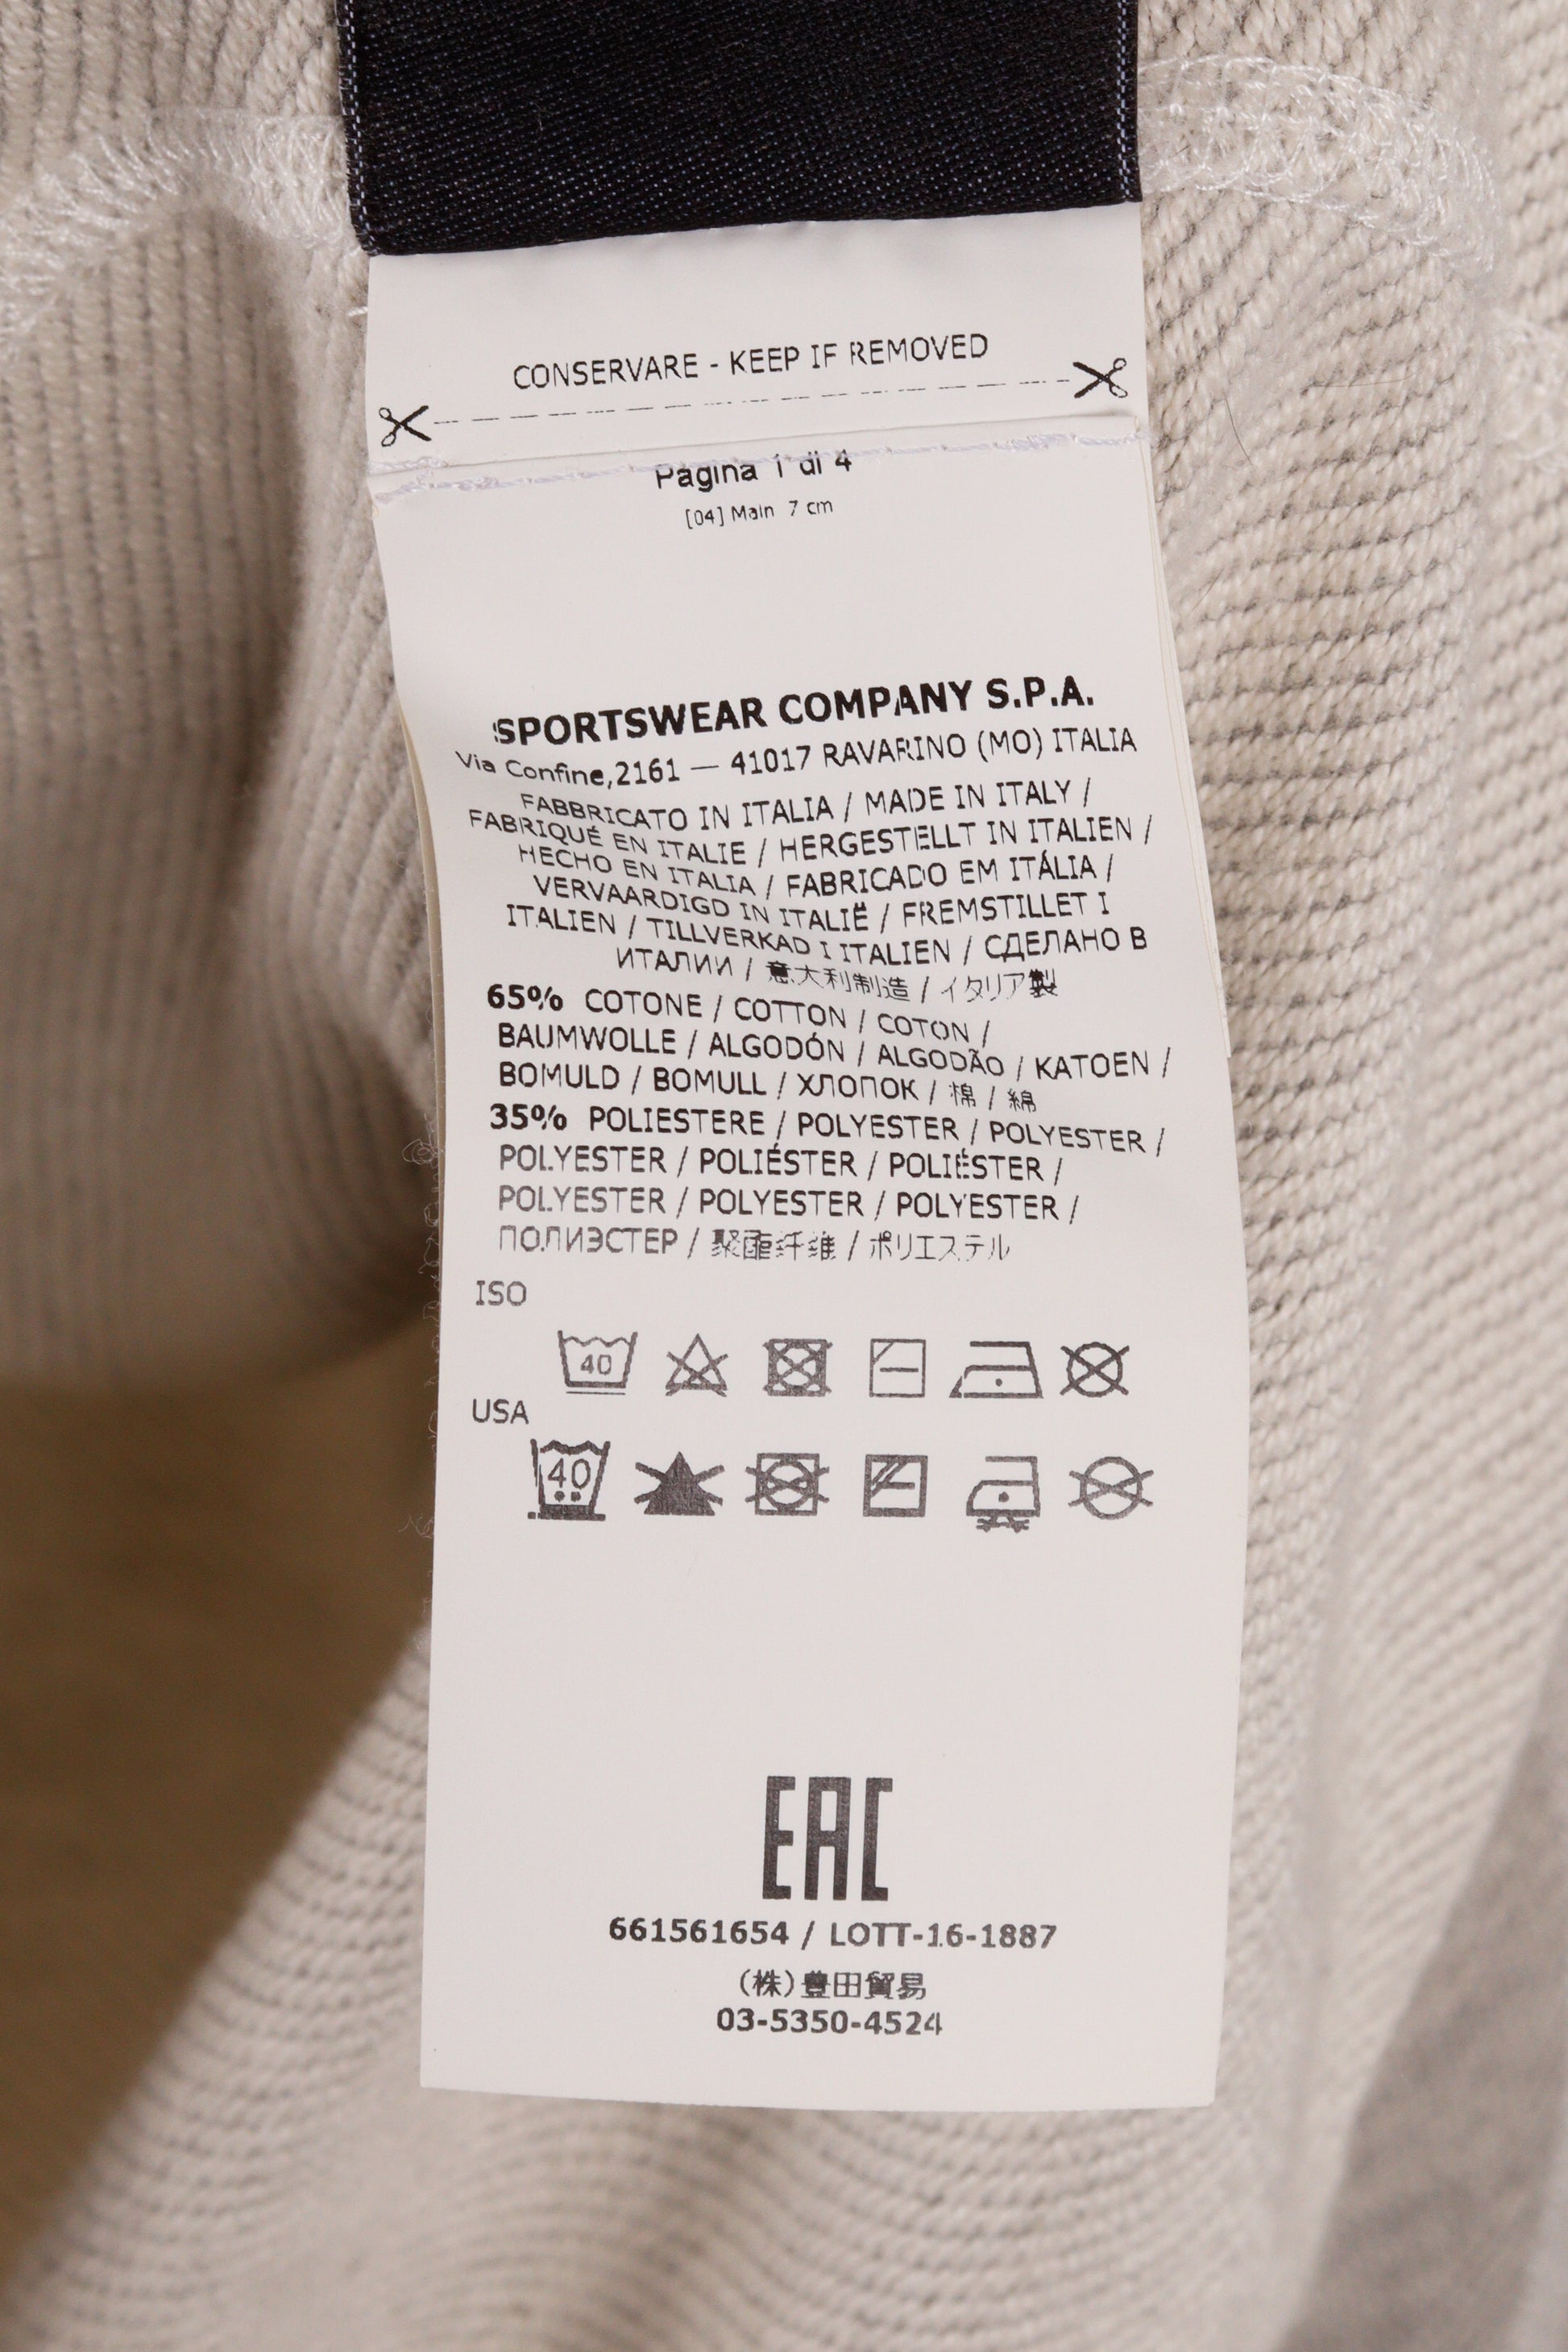 CONSERVARE - KEEP IF REMOVED
Pagina 1 di 4
[04] Main 7 cm
SPORTSWEAR COMPANY S.P.A.
Via Confine,2161 — 41017 RAVARINO (MO) ITALIA
FABBRICATO IN ITALIA / MADE IN ITALY /
FABRIQUÉ EN ITALIE / HERGESTELLT IN ITALIEN /
HECHO EN ITALIA / FABRICADO EM ITÁLIA /
VERVAARDIGD IN ITALIË / FREMSTILLET I
ITALIEN / TILLVERKAD I ITALIEN / СДЕЛАНО В
ИТАЛИИ / 意大利制造 / イタリア製
65% COTONE / COTTON / COTON /
BAUMWOLLE / ALGODÓN / ALGODÃO / KATOEN /
BOMULD / BOMULL / ХЛОПОК / 棉 / 綿
35% POLIESTERE / POLYESTER / POLYESTER /
POLYESTER / POLIÉSTER / POLIÉSTER /
POLYESTER / POLYESTER / POLYESTER /
ПОЛИЭСТЕР / 聚酯纤维 / ポリエステル
ISO
40
USA
40
EAC
661561654 / LOTT-16-1887
(株)豊田貿易
03-5350-4524